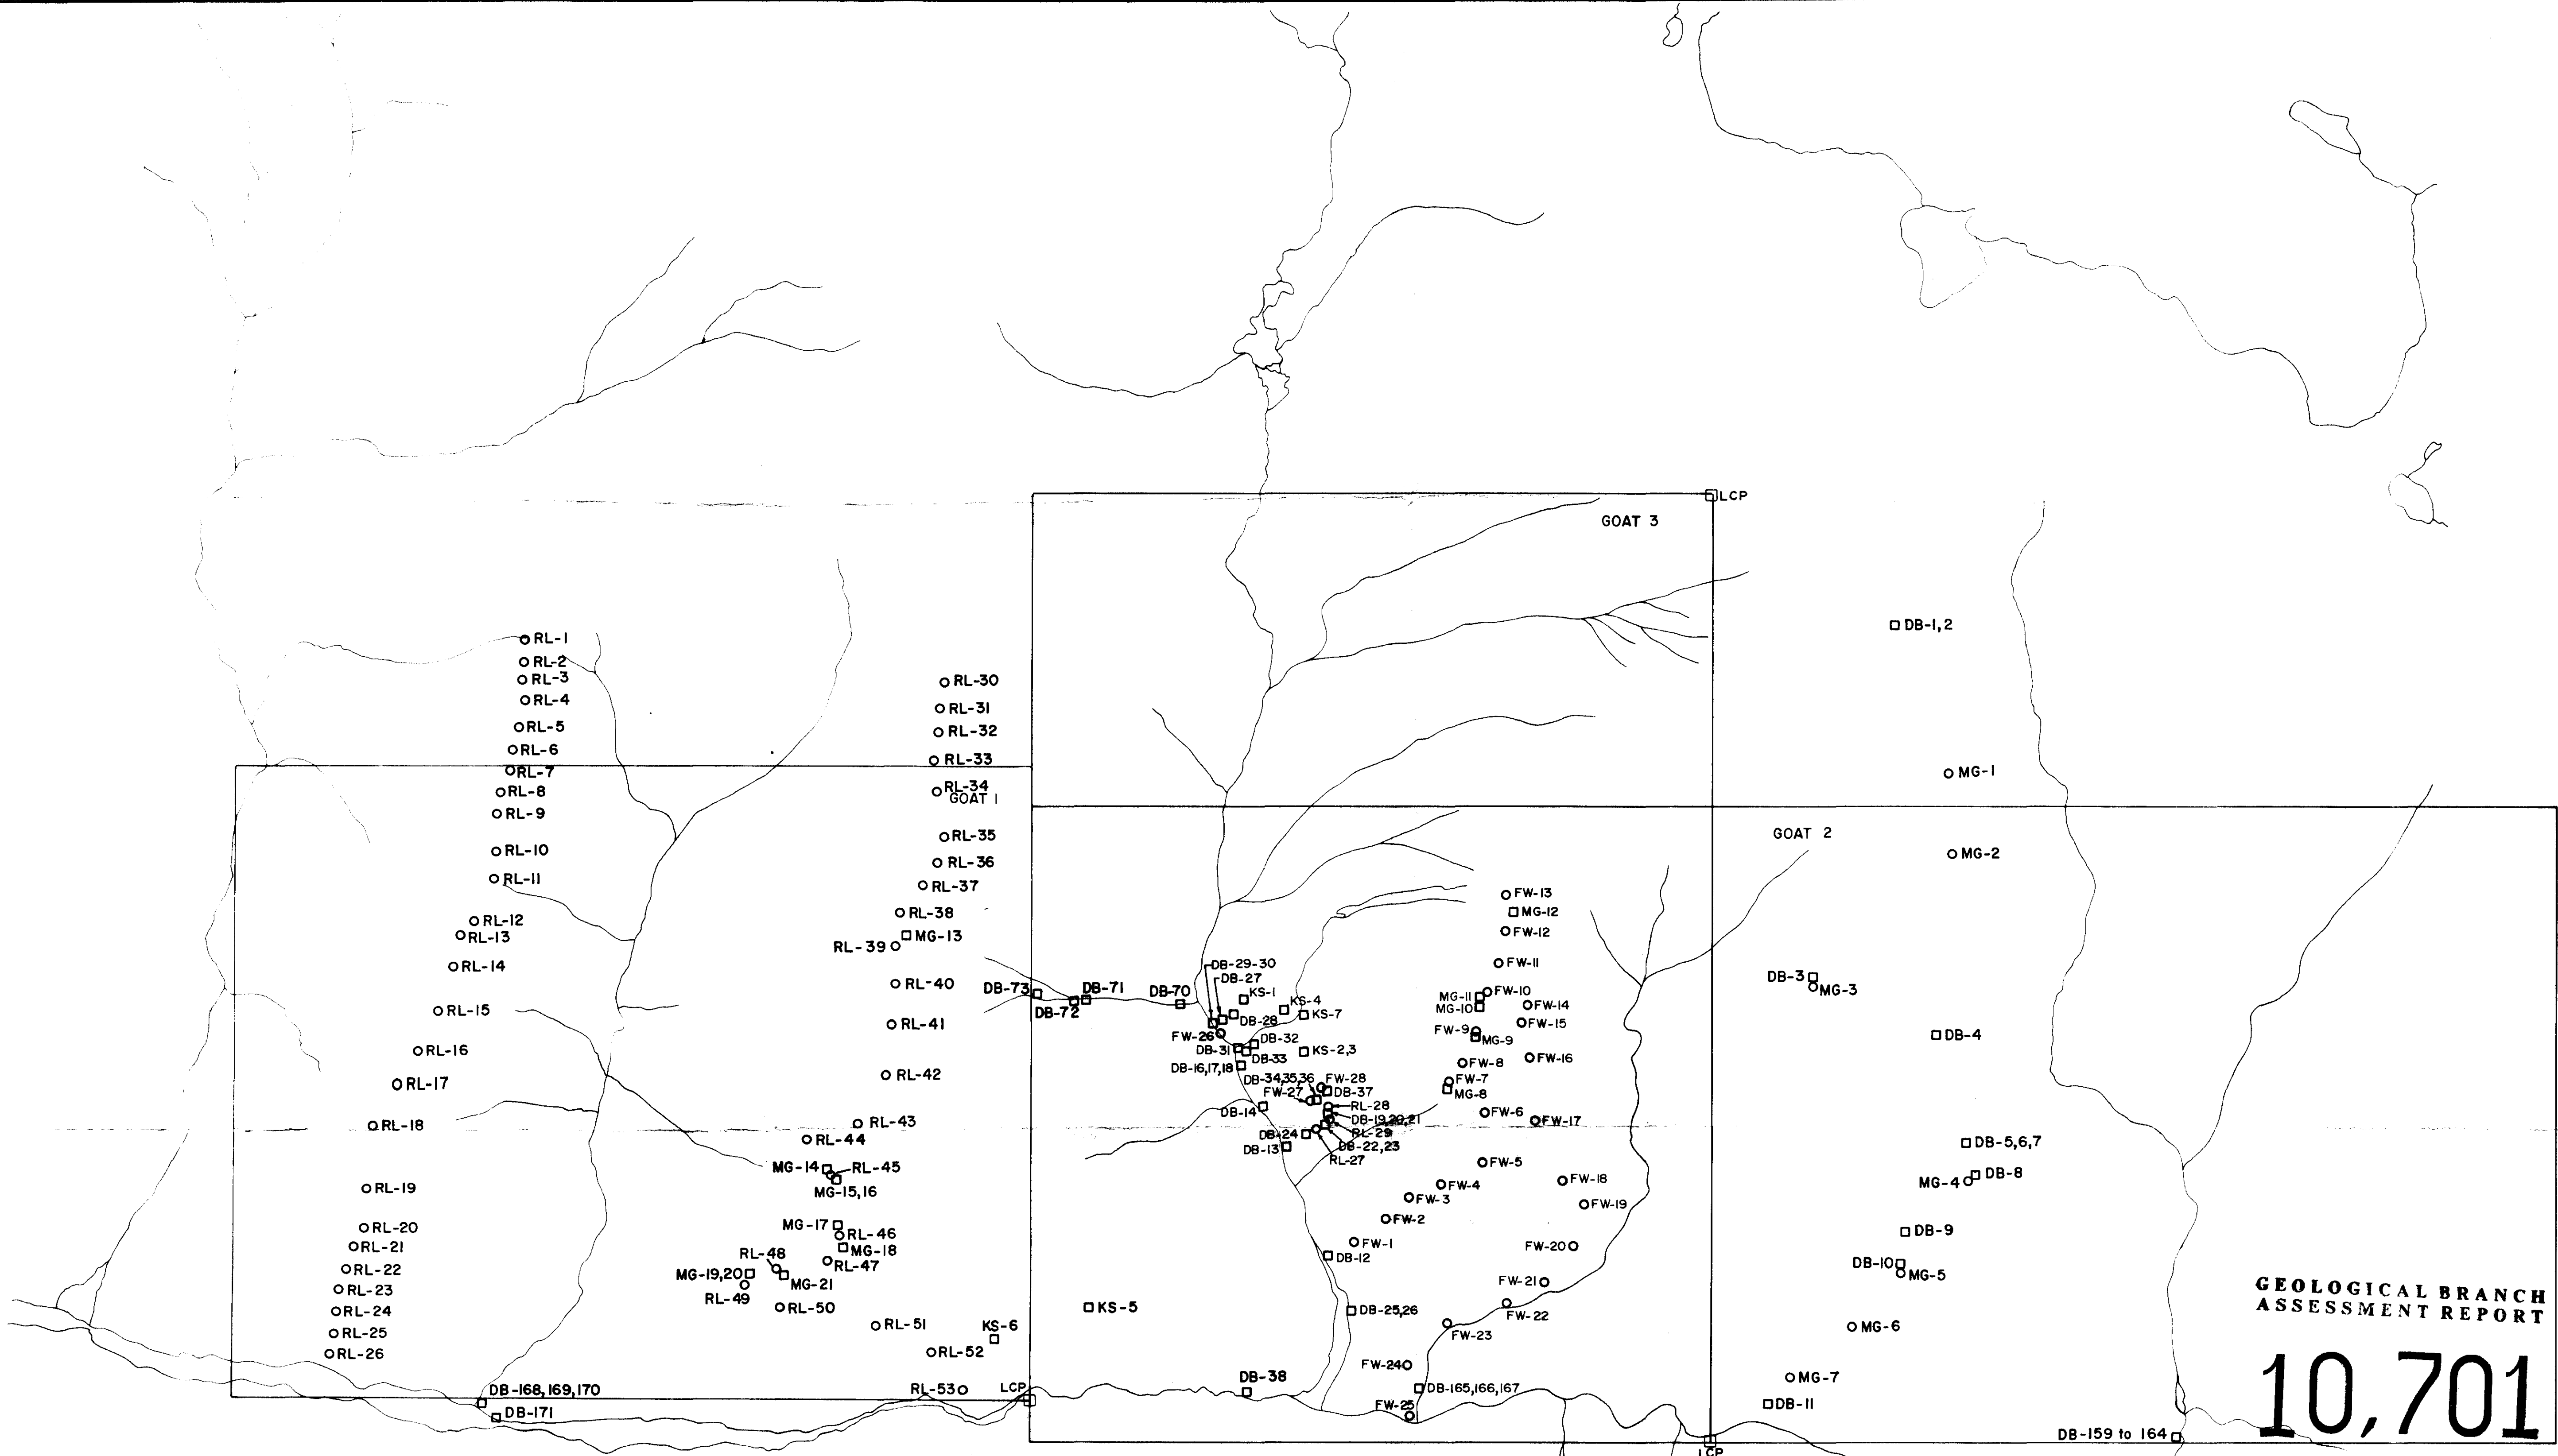 LCP
GOAT 3
DB-1,2
RL-1
RL-2
RL-3
RL-4
RL-5
RL-6
RL-7
RL-8
RL-9
RL-10
RL-11
RL-12
RL-13
RL-14
RL-15
RL-16
RL-17
RL-18
RL-19
RL-20
RL-21
RL-22
RL-23
RL-24
RL-25
RL-26
DB-168,169,170
DB-171
RL-30
RL-31
RL-32
RL-33
RL-34
GOAT 1
RL-35
RL-36
RL-37
RL-38
MG-13
RL-39
RL-40
RL-41
RL-42
RL-43
RL-44
MG-14
RL-45
MG-15,16
MG-17
RL-46
MG-18
RL-47
RL-48
MG-19,20
MG-21
RL-49
RL-50
RL-51
KS-6
RL-52
RL-53
LCP
DB-73
DB-71
DB-72
DB-70
DB-29-30
DB-27
KS-1
KS-4
KS-7
DB-28
FW-26
DB-32
DB-31
DB-33
KS-2,3
DB-16,17,18
DB-34,35,36
FW-28
FW-27
DB-37
RL-28
DB-14
DB-19,20,21
DB-24
RL-29
DB-13
DB-22,23
RL-27
KS-5
DB-12
DB-25,26
DB-38
FW-13
MG-12
FW-12
FW-11
FW-10
MG-11
MG-10
FW-14
FW-15
FW-9
MG-9
FW-16
FW-8
FW-7
MG-8
FW-6
FW-17
FW-5
FW-4
FW-3
FW-18
FW-19
FW-2
FW-1
FW-20
FW-21
FW-22
FW-23
FW-24
DB-165,166,167
FW-25
LCP
GOAT 2
MG-1
MG-2
DB-3
MG-3
DB-4
DB-5,6,7
DB-8
MG-4
DB-9
DB-10
MG-5
MG-6
MG-7
DB-11
DB-159 to 164
GEOLOGICAL BRANCH
ASSESSMENT REPORT
10,701